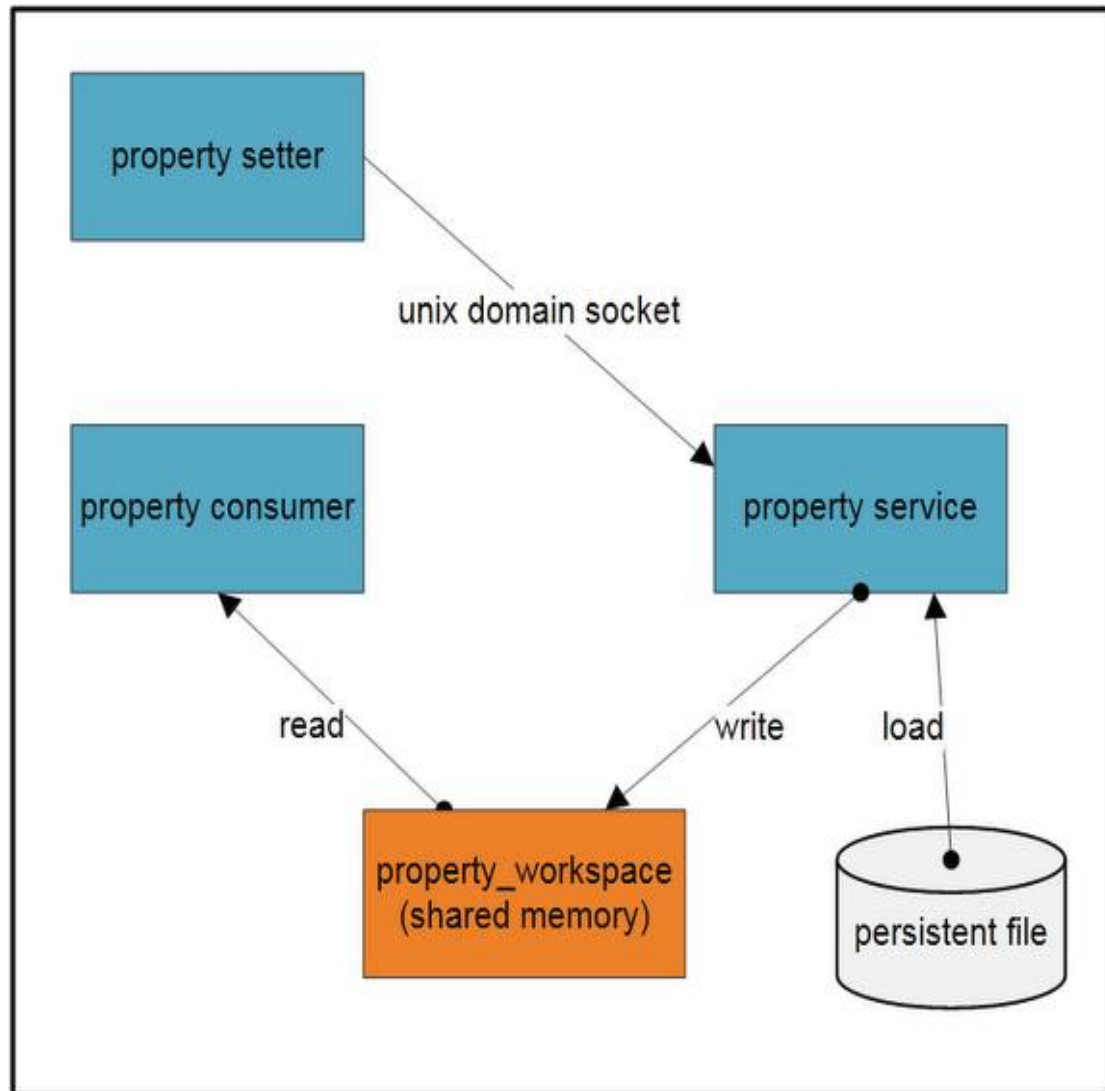 property setter
unix domain socket
property consumer
property service
read
write
load
property_workspace
(shared memory)
persistent file